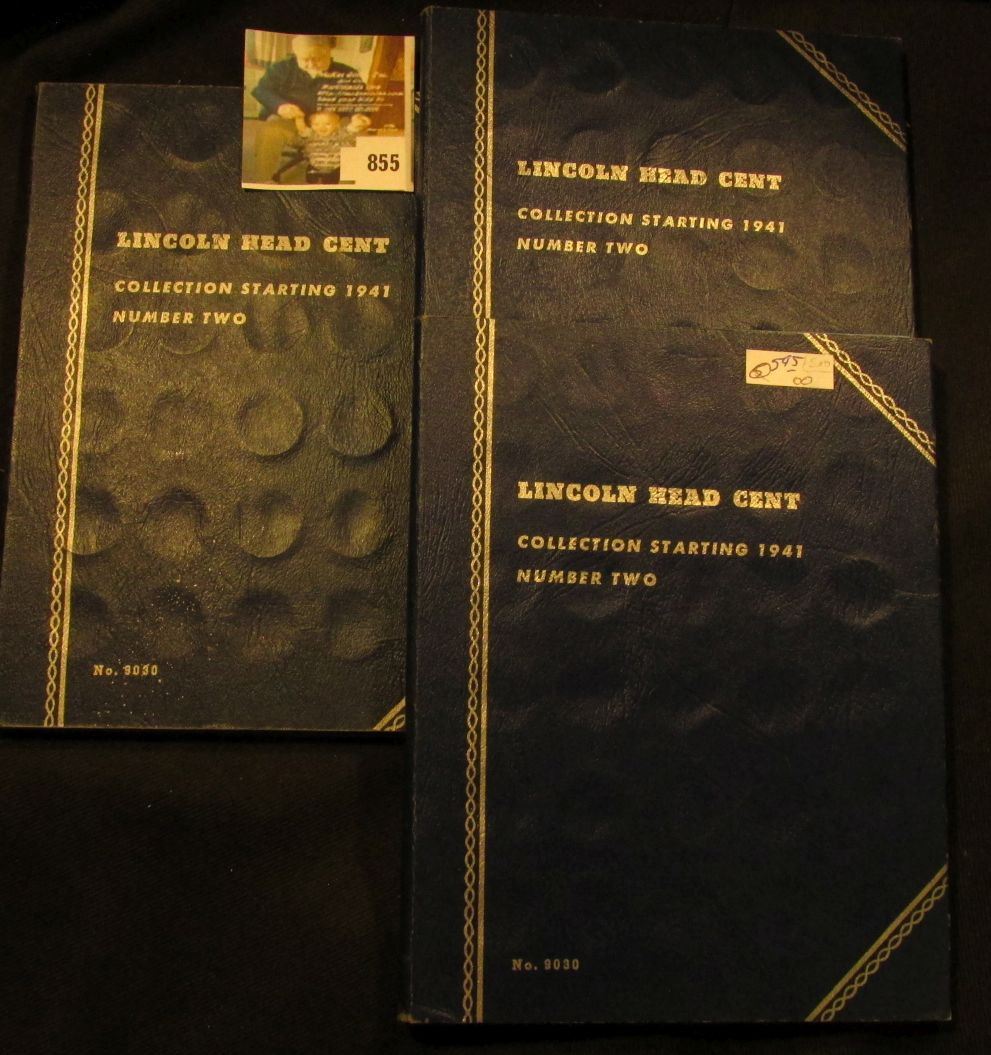 855
LINCOLN HEAD CENT
COLLECTION STARTING 1941
NUMBER TWO
No. 9030
LINCOLN HEAD CENT
COLLECTION STARTING 1941
NUMBER TWO
545
LINCOLN HEAD CENT
COLLECTION STARTING 1941
NUMBER TWO
No. 9030